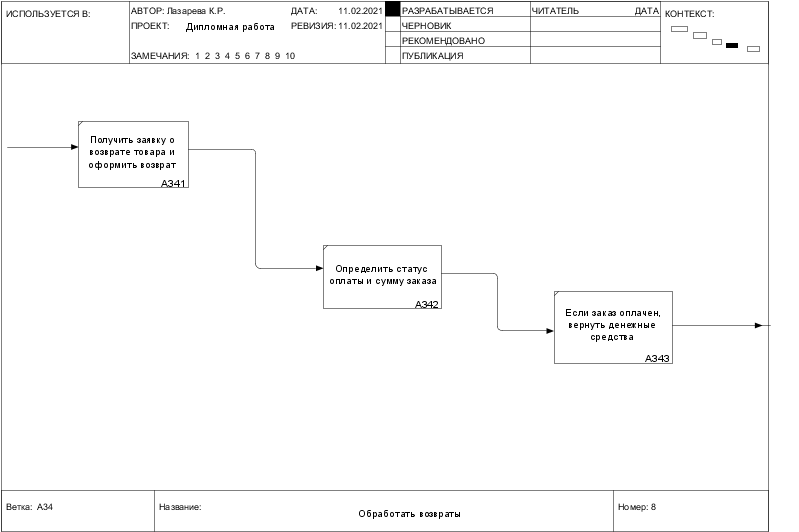 ИСПОЛЬЗУЕТСЯ В:
АВТОР: Лазарева К.Р.
ДАТА: 11.02.2021
РАЗРАБАТЫВАЕТСЯ
ЧИТАТЕЛЬ
ДАТА
КОНТЕКСТ:
ПРОЕКТ: Дипломная работа
РЕВИЗИЯ: 11.02.2021
ЧЕРНОВИК
РЕКОМЕНДОВАНО
ЗАМЕЧАНИЯ: 1 2 3 4 5 6 7 8 9 10
ПУБЛИКАЦИЯ
Получить заявку о
возврате товара и
оформить возврат
A341
Определить статус
оплаты и сумму заказа
A342
Если заказ оплачен,
вернуть денежные
средства
A343
Ветка: A34
Название:
Обработать возвраты
Номер: 8